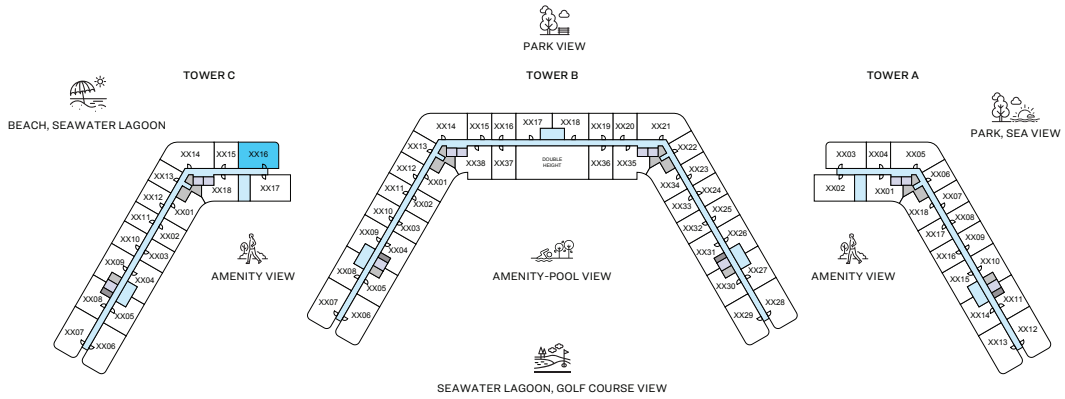 PARK VIEW
TOWER C
TOWER B
TOWER A
BEACH, SEAWATER LAGOON
PARK, SEA VIEW
XX14
XX15
XX16
XX13
XX18
XX17
XX12
XX01
XX11
XX02
XX10
XX03
XX09
XX04
XX08
XX05
XX07
XX06
XX14
XX15
XX16
XX17
XX18
XX19
XX20
XX21
XX13
XX38
XX37
DOUBLE
HEIGHT
XX36
XX35
XX22
XX12
XX01
XX34
XX23
XX11
XX02
XX33
XX24
XX10
XX03
XX32
XX25
XX09
XX04
XX31
XX26
XX08
XX05
XX30
XX27
XX07
XX06
XX29
XX28
XX03
XX04
XX05
XX02
XX01
XX06
XX18
XX07
XX17
XX08
XX16
XX09
XX15
XX10
XX14
XX11
XX13
XX12
AMENITY VIEW
AMENITY-POOL VIEW
AMENITY VIEW
SEAWATER LAGOON, GOLF COURSE VIEW